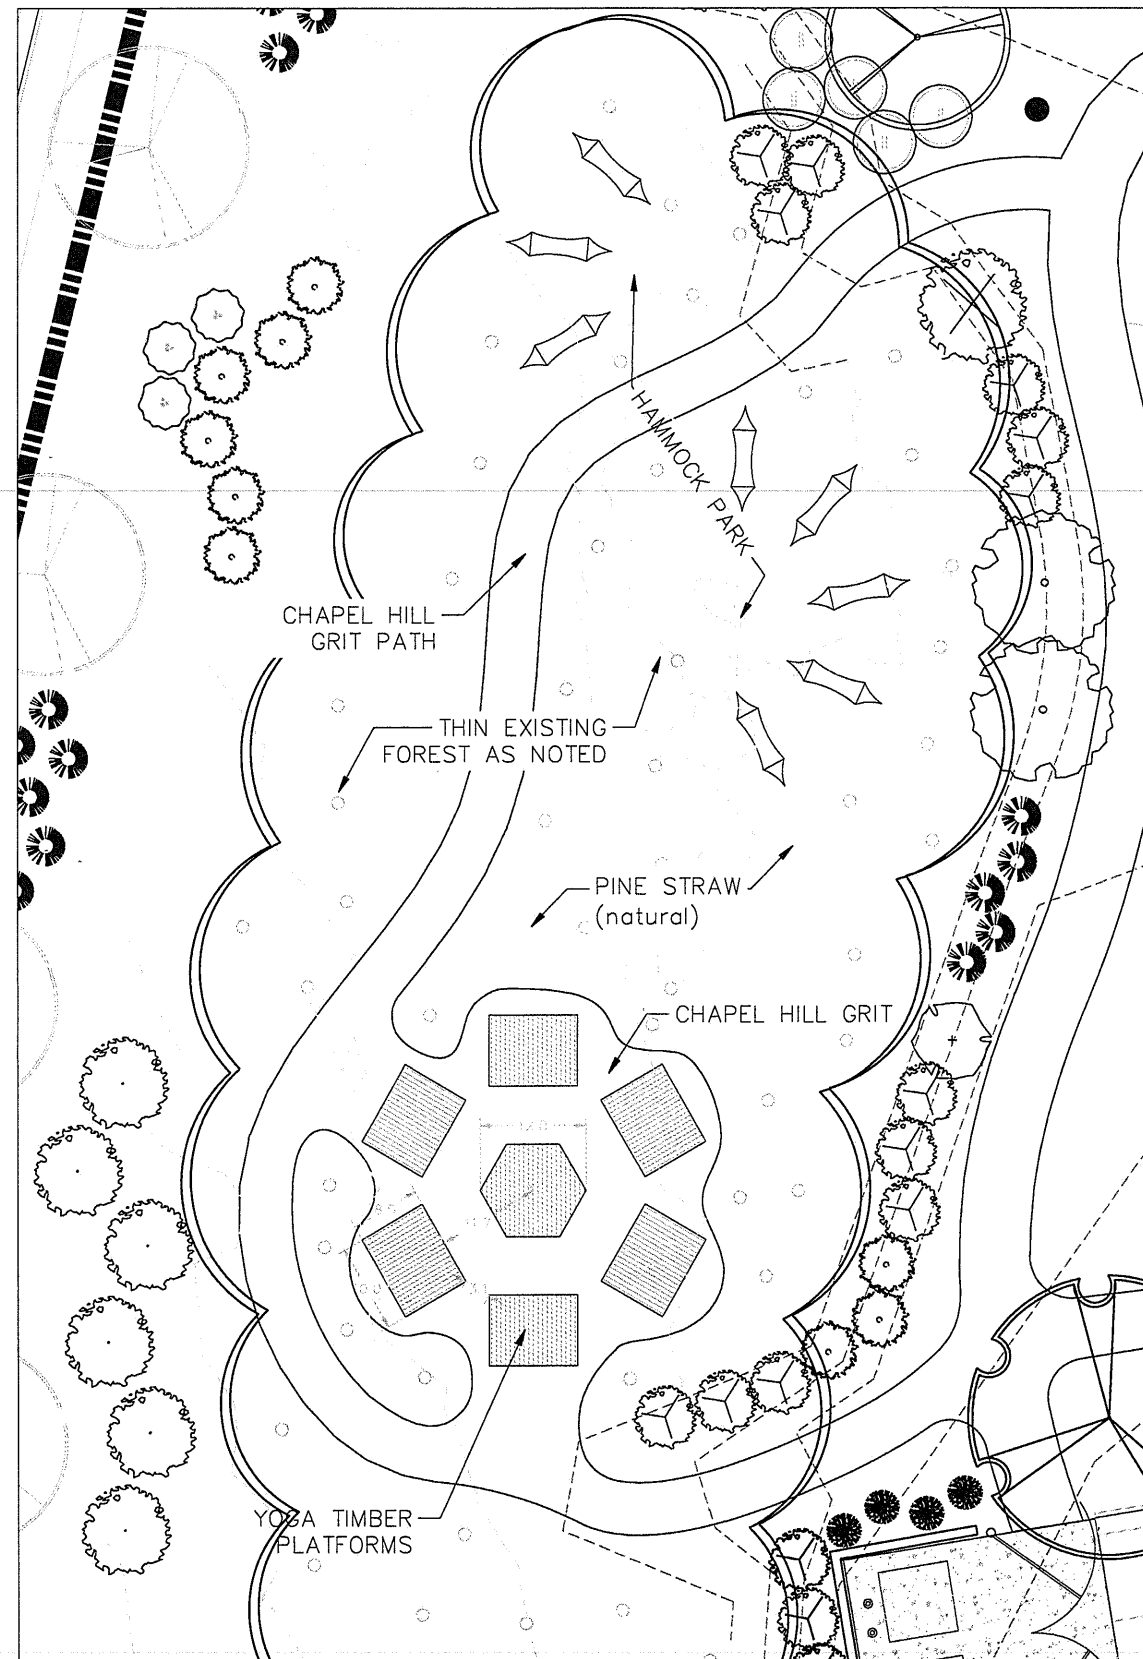 HAMMOCK PARK
CHAPEL HILL
GRIT PATH
THIN EXISTING
FOREST AS NOTED
PINE STRAW
(natural)
CHAPEL HILL GRIT
YOGA TIMBER
PLATFORMS